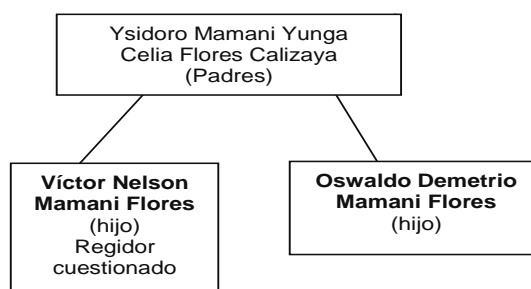 Ysidoro Mamani Yunga
Celia Flores Calizaya
(Padres)
Víctor Nelson
Mamani Flores
(hijo)
Regidor
cuestionado
Oswaldo Demetrio
Mamani Flores
(hijo)